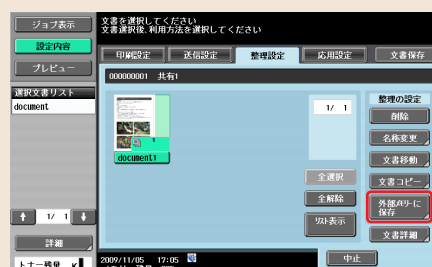 ジョブ表示
設定内容
プレビュー
選択文書リスト
document
1/ 1
詳細
トナー残量 K
文書を選択してください
文書選択後、利用方法を選択してください
印刷設定
送信設定
整理設定
応用設定
文書保存
000000001 共有1
1
document1
1/ 1
全選択
全解除
リスト表示
整理の設定
削除
名称変更
文書移動
文書コピー
外部メモリーに
保存
文書詳細
2009/11/05 17:05
中止